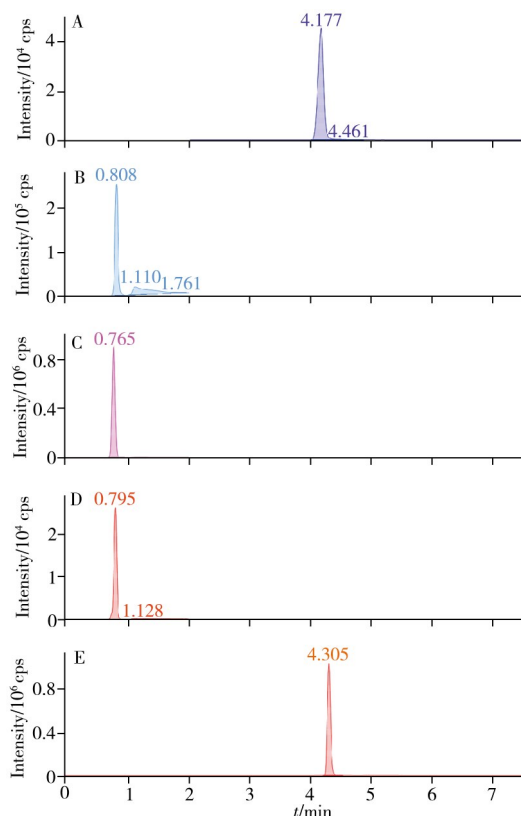 A
4.177
4.461
Intensity/10⁴ cps
4
2
0
B
0.808
1.110
1.761
Intensity/10⁵ cps
2
1
0
C
0.765
Intensity/10⁶ cps
0.8
0.4
0
D
0.795
1.128
Intensity/10⁴ cps
2
1
0
E
4.305
Intensity/10⁶ cps
0.8
0.4
0
0 1 2 3 4 5 6 7
t/min